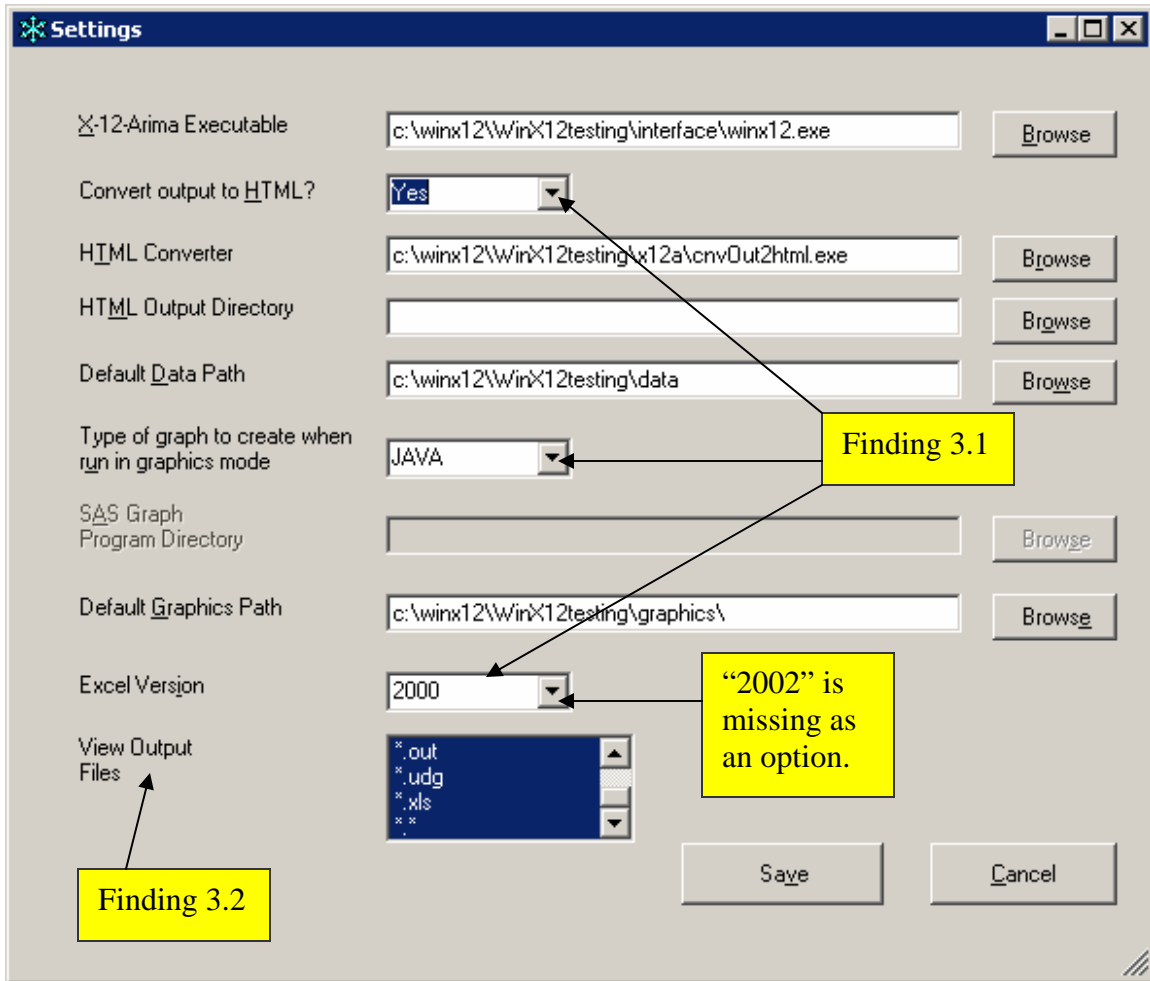 Settings
X-12-Arima Executable
c:\winx12\WinX12testing\interface\winx12.exe
Browse
Convert output to HTML?
Yes
HTML Converter
c:\winx12\WinX12testing\x12a\cnvOut2html.exe
Browse
HTML Output Directory
Browse
Default Data Path
c:\winx12\WinX12testing\data
Browse
Type of graph to create when
run in graphics mode
JAVA
Finding 3.1
SAS Graph
Program Directory
Browse
Default Graphics Path
c:\winx12\WinX12testing\graphics\
Browse
Excel Version
2000
“2002” is
missing as
an option.
View Output
Files
*.out
*.udg
*.xls
*.*
Finding 3.2
Save
Cancel